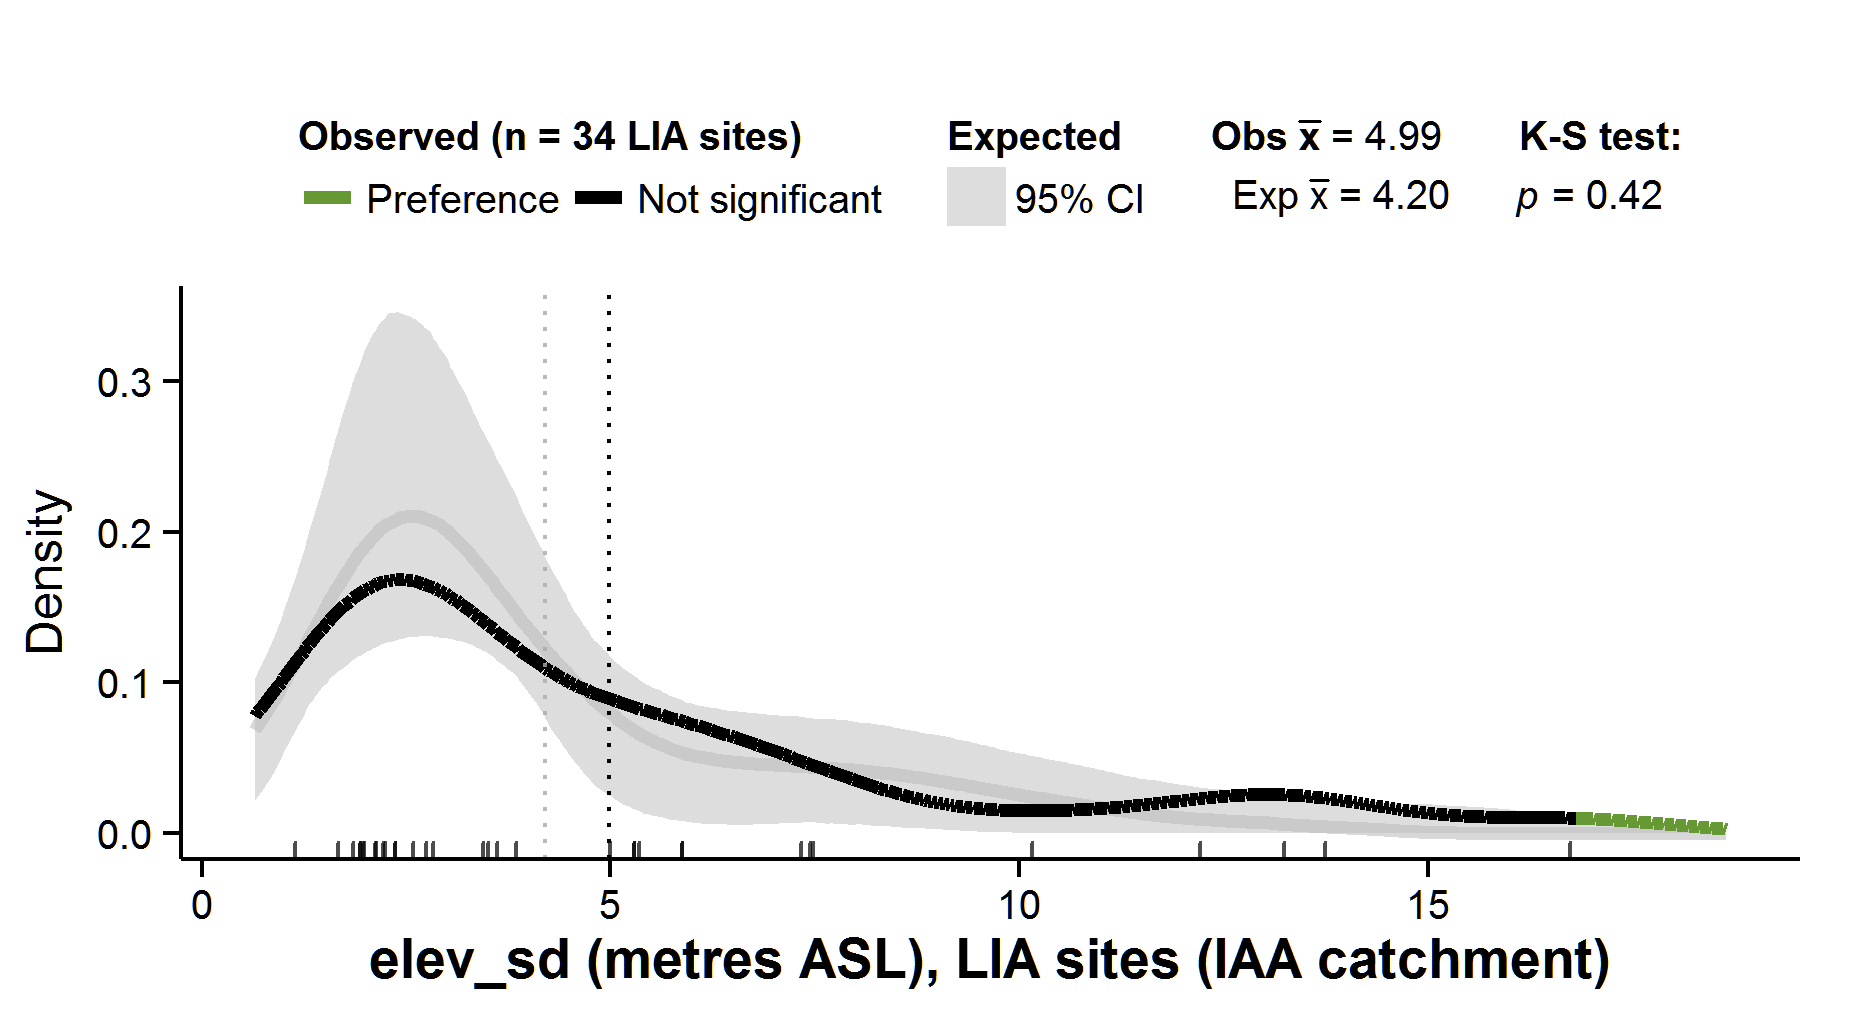 Observed (n = 34 LIA sites) Expected Obs x̅ = 4.99 K-S test:
Preference Not significant 95% CI Exp x̅ = 4.20 p = 0.42
Density
0.3
0.2
0.1
0.0
0 5 10 15
elev_sd (metres ASL), LIA sites (IAA catchment)